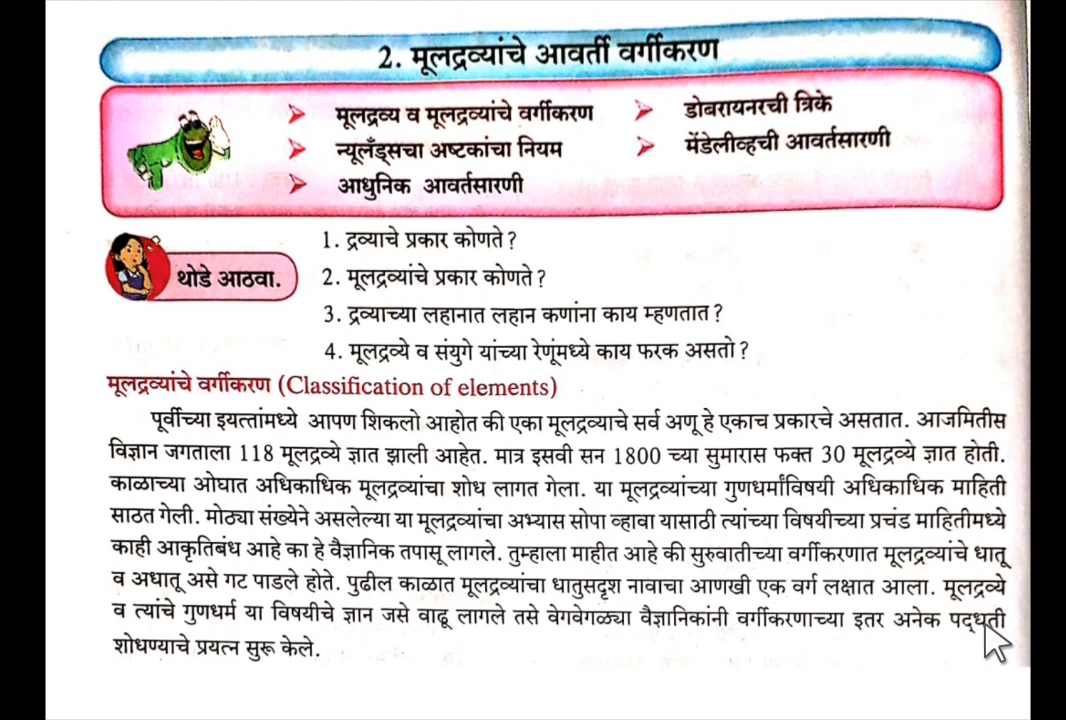 2. मूलद्रव्यांचे आवर्ती वर्गीकरण
➤ मूलद्रव्य व मूलद्रव्यांचे वर्गीकरण ➤ डोबरायनरची त्रिके
➤ न्यूलँड्सचा अष्टकांचा नियम ➤ मेंडेलीव्हची आवर्तसारणी
➤ आधुनिक आवर्तसारणी
थोडे आठवा.
1. द्रव्याचे प्रकार कोणते ?
2. मूलद्रव्यांचे प्रकार कोणते ?
3. द्रव्याच्या लहानात लहान कणांना काय म्हणतात ?
4. मूलद्रव्ये व संयुगे यांच्या रेणूंमध्ये काय फरक असतो ?
मूलद्रव्यांचे वर्गीकरण (Classification of elements)
पूर्वीच्या इयत्तांमध्ये आपण शिकलो आहोत की एका मूलद्रव्याचे सर्व अणू हे एकाच प्रकारचे असतात. आजमितीस
विज्ञान जगताला 118 मूलद्रव्ये ज्ञात झाली आहेत. मात्र इसवी सन 1800 च्या सुमारास फक्त 30 मूलद्रव्ये ज्ञात होती.
काळाच्या ओघात अधिकाधिक मूलद्रव्यांचा शोध लागत गेला. या मूलद्रव्यांच्या गुणधर्मांविषयी अधिकाधिक माहिती
साठत गेली. मोठ्या संख्येने असलेल्या या मूलद्रव्यांचा अभ्यास सोपा व्हावा यासाठी त्यांच्या विषयीच्या प्रचंड माहितीमध्ये
काही आकृतिबंध आहे का हे वैज्ञानिक तपासू लागले. तुम्हाला माहीत आहे की सुरुवातीच्या वर्गीकरणात मूलद्रव्यांचे धातू
व अधातू असे गट पाडले होते. पुढील काळात मूलद्रव्यांचा धातुसदृश नावाचा आणखी एक वर्ग लक्षात आला. मूलद्रव्ये
व त्यांचे गुणधर्म या विषयीचे ज्ञान जसे वाढू लागले तसे वेगवेगळ्या वैज्ञानिकांनी वर्गीकरणाच्या इतर अनेक पद्धती
शोधण्याचे प्रयत्न सुरू केले.